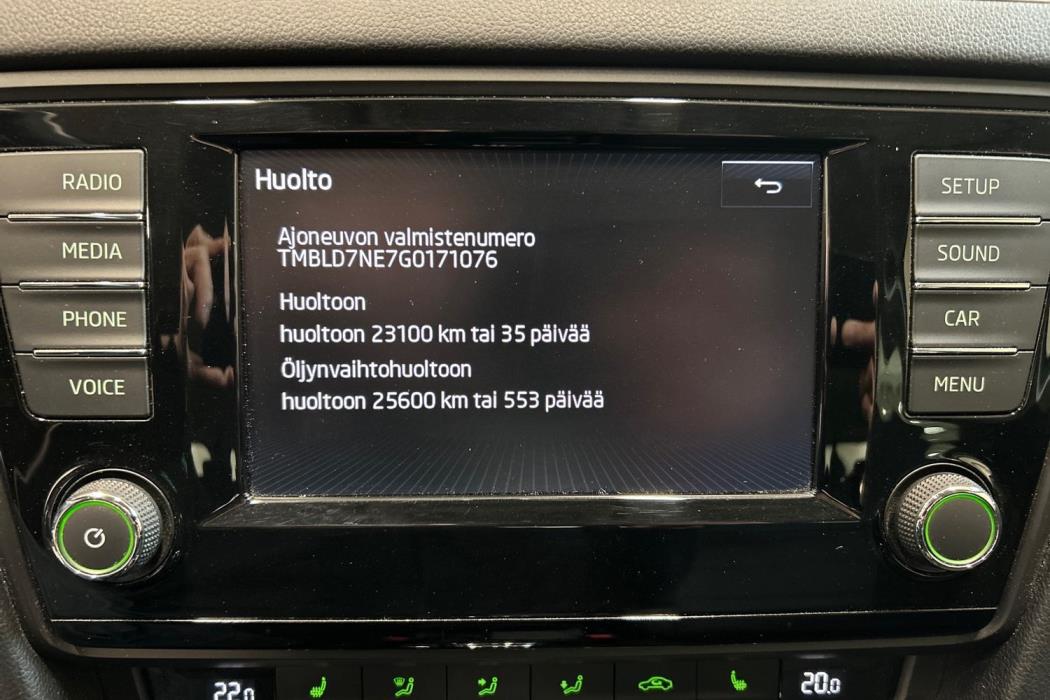 Huolto
Ajoneuvon valmistenumero
TMBLD7NE7G0171076
Huoltoon
huoltoon 23100 km tai 35 päivää
Öljynvaihtohuoltoon
huoltoon 25600 km tai 553 päivää
RADIO
MEDIA
PHONE
VOICE
SETUP
SOUND
CAR
MENU
22.0
20.0